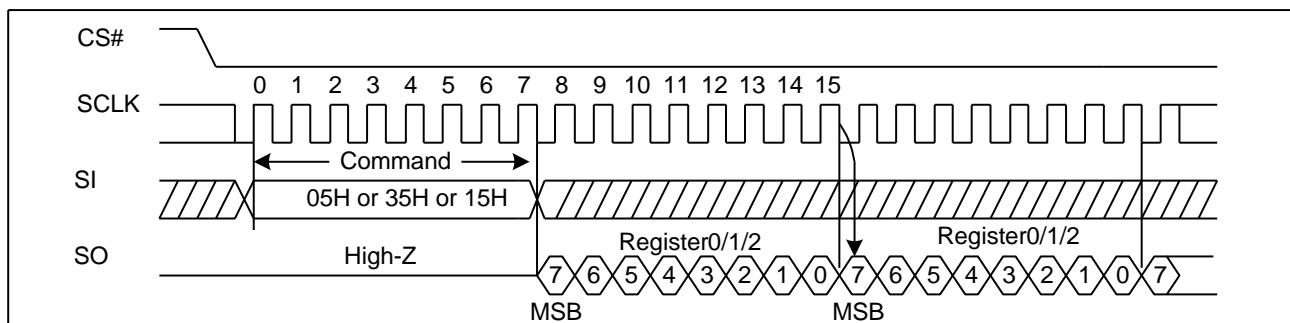 CS#
0 1 2 3 4 5 6 7 8 9 10 11 12 13 14 15
SCLK
Command
SI
05H or 35H or 15H
Register0/1/2 Register0/1/2
SO
High-Z
7 6 5 4 3 2 1 0 7 6 5 4 3 2 1 0 7
MSB MSB